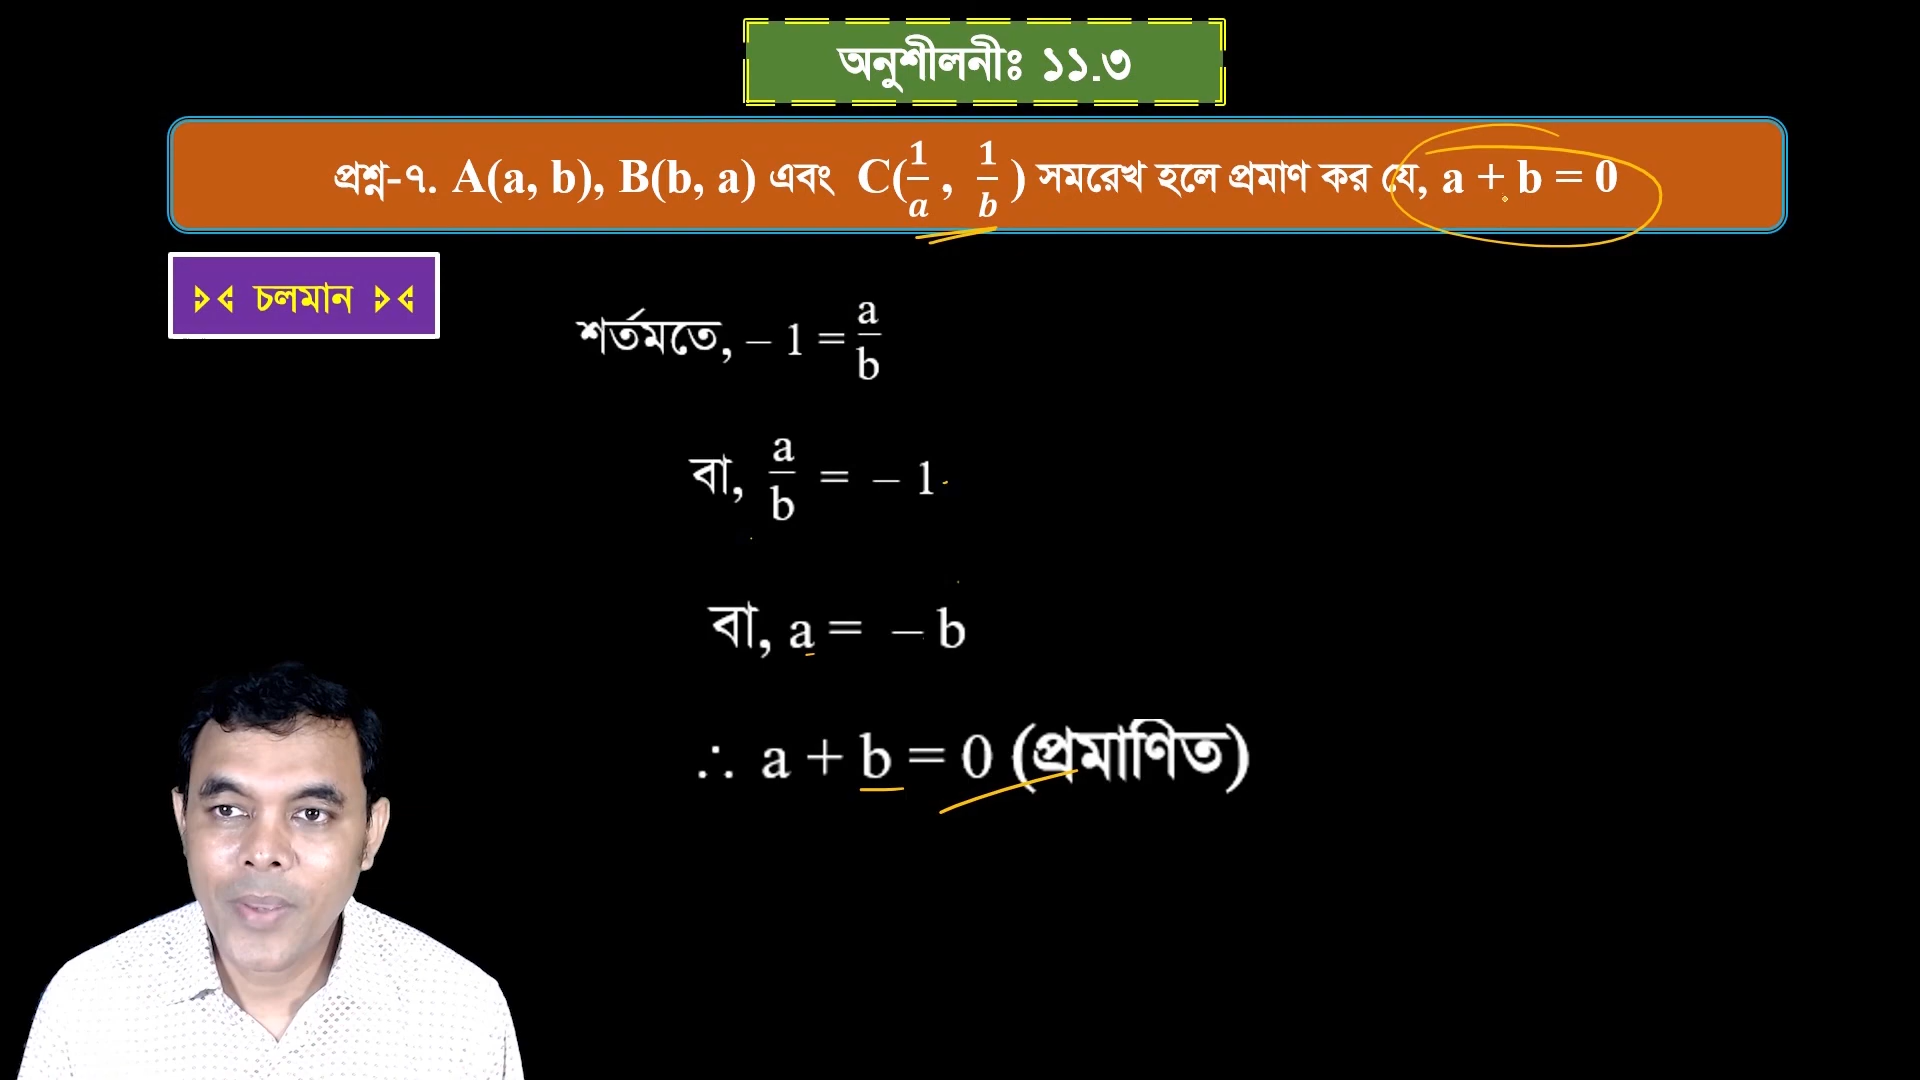 অনুশীলনীঃ ১১.৩
প্রশ্ন-৭. A(a, b), B(b, a) এবং C(1/a, 1/b) সমরেখ হলে প্রমাণ কর যে, a + b = 0
চলমান
শর্তমতে, – 1 = a/b
বা, a/b = – 1
বা, a = – b
∴ a + b = 0 (প্রমাণিত)